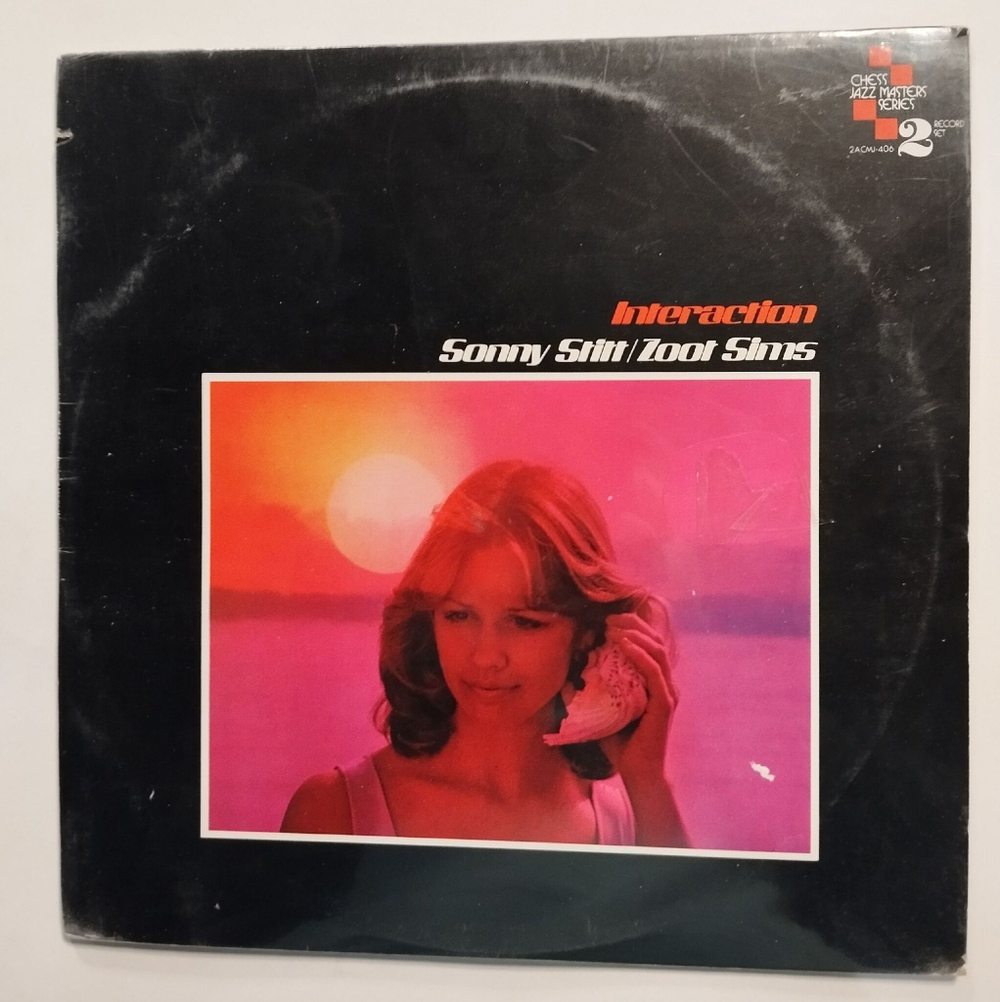 CHESS
JAZZ MASTERS
SERIES
2 RECORD
SET
2ACMJ-406
Interaction
Sonny Stitt/Zoot Sims